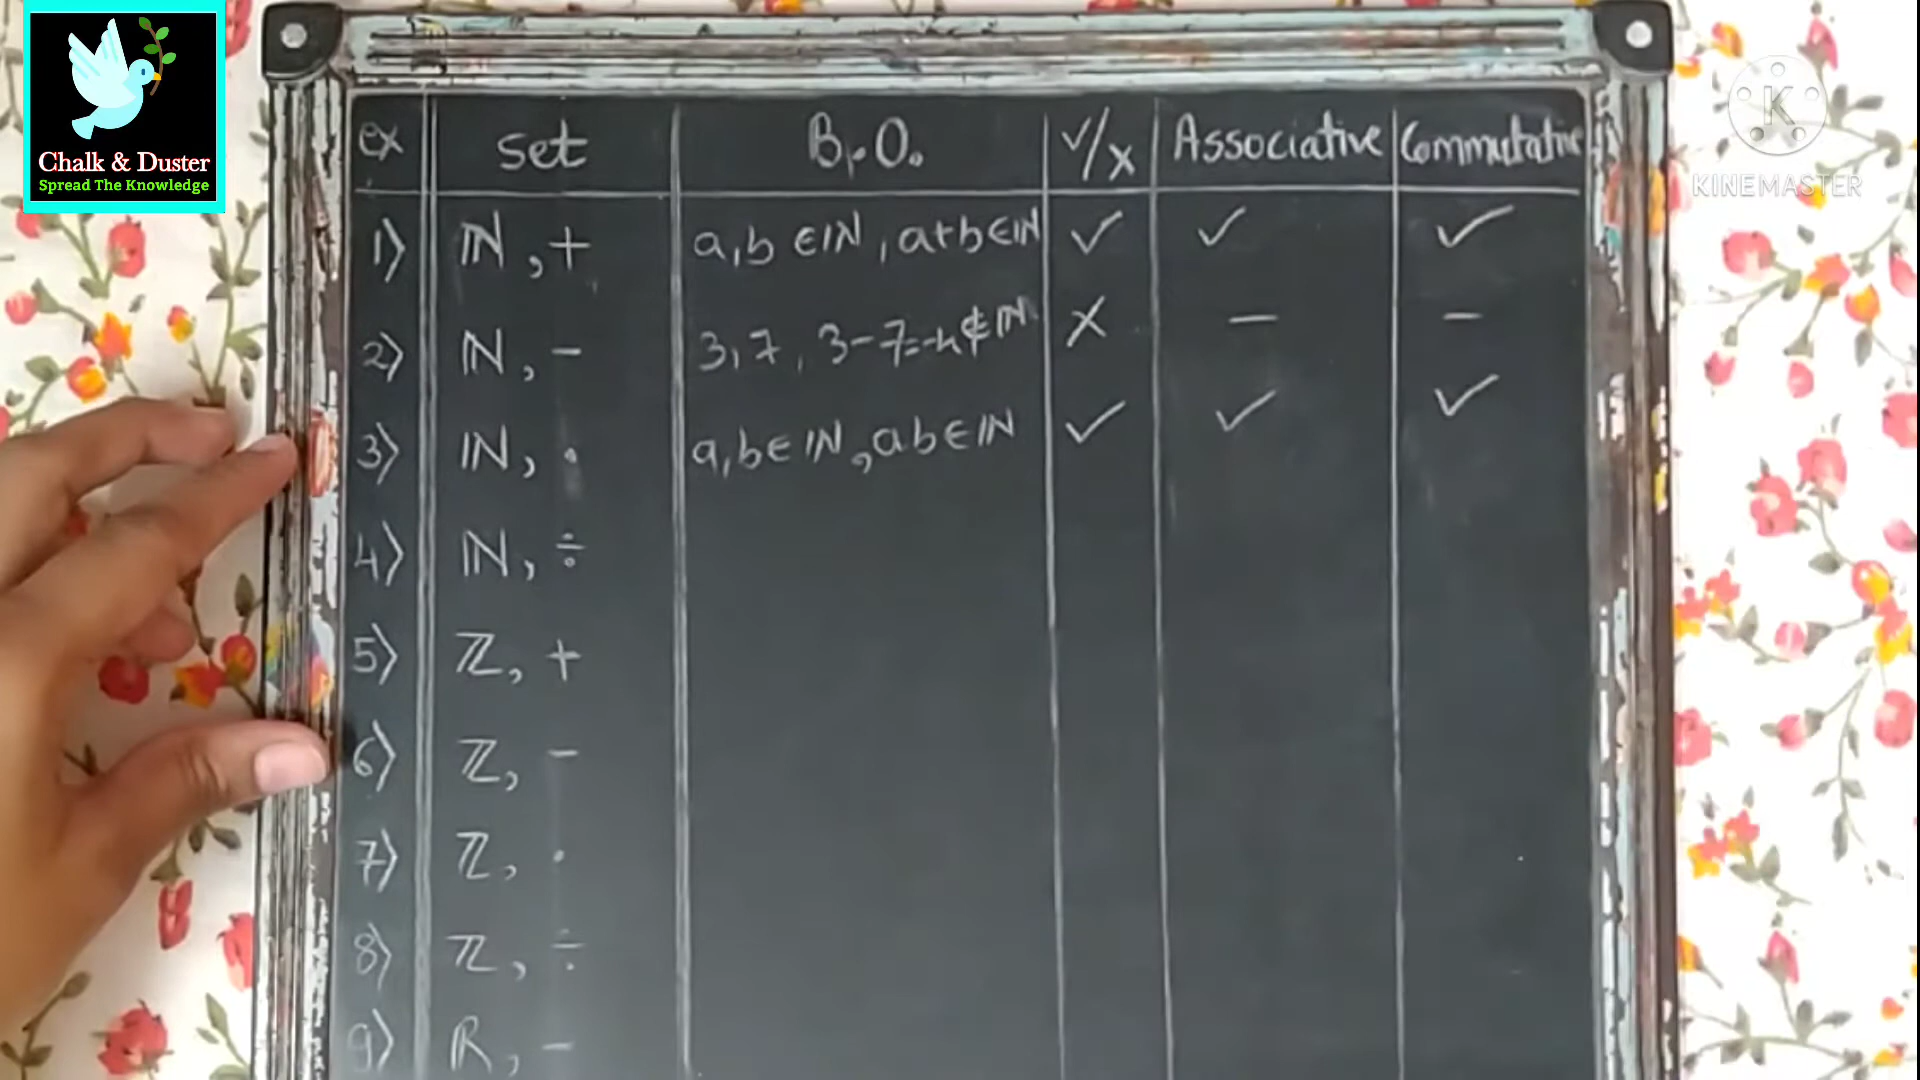 Chalk & Duster
Spread The Knowledge
KINEMASTER
ex set B.O. ✓/x Associative Commutative
1) ℕ, + a,b ∈ ℕ, a+b ∈ ℕ ✓ ✓ ✓
2) ℕ, − 3,7, 3−7=-4 ∉ ℕ x — —
3) ℕ, · a,b ∈ ℕ, ab ∈ ℕ ✓ ✓ ✓
4) ℕ, ÷
5) ℤ, +
6) ℤ, −
7) ℤ, ·
8) ℤ, ÷
9) ℝ, −